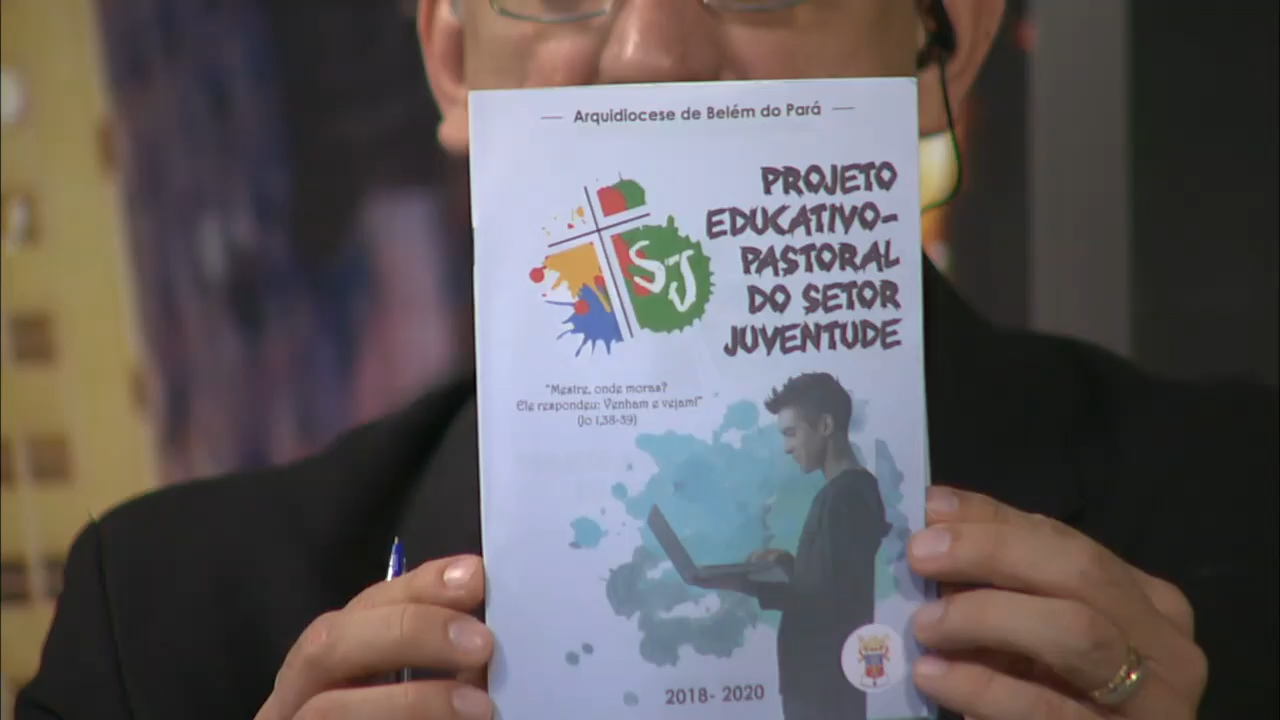 Arquidiocese de Belém do Pará
SJ
PROJETO
EDUCATIVO-
PASTORAL
DO SETOR
JUVENTUDE
"Mestre, onde moras?
Ele respondeu: Venham e vejam!"
(Jo 1,38-39)
2018- 2020